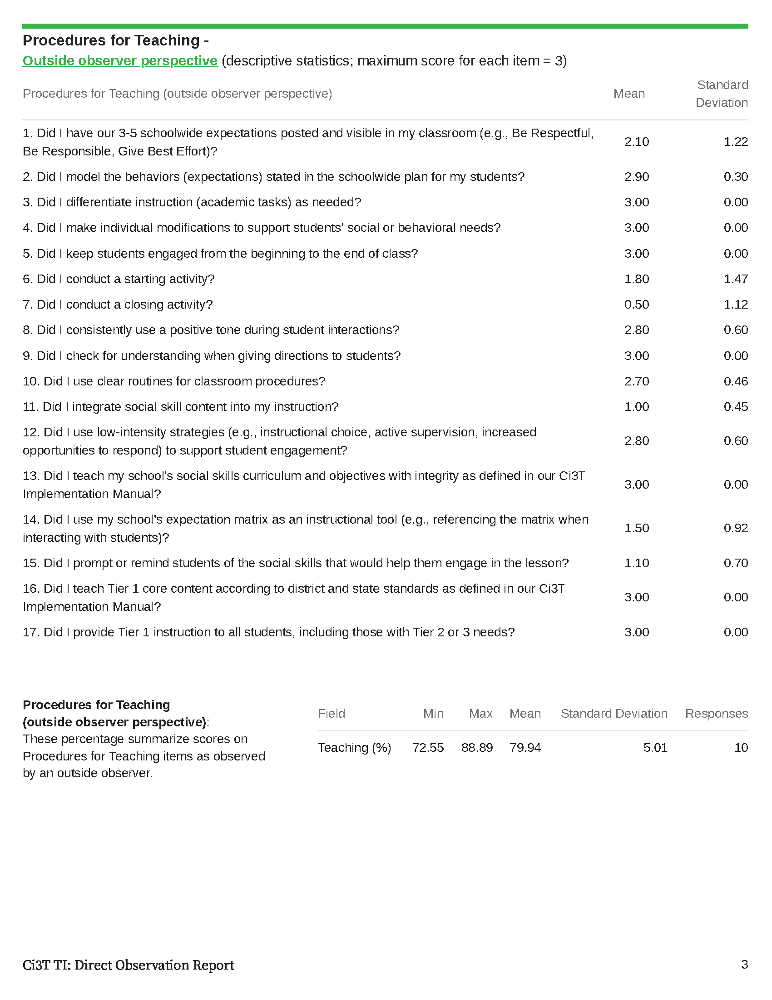 Procedures for Teaching -
Outside observer perspective (descriptive statistics; maximum score for each item = 3)
Procedures for Teaching (outside observer perspective) Mean Standard Deviation
1. Did I have our 3-5 schoolwide expectations posted and visible in my classroom (e.g., Be Respectful,
Be Responsible, Give Best Effort)? 2.10 1.22
2. Did I model the behaviors (expectations) stated in the schoolwide plan for my students? 2.90 0.30
3. Did I differentiate instruction (academic tasks) as needed? 3.00 0.00
4. Did I make individual modifications to support students’ social or behavioral needs? 3.00 0.00
5. Did I keep students engaged from the beginning to the end of class? 3.00 0.00
6. Did I conduct a starting activity? 1.80 1.47
7. Did I conduct a closing activity? 0.50 1.12
8. Did I consistently use a positive tone during student interactions? 2.80 0.60
9. Did I check for understanding when giving directions to students? 3.00 0.00
10. Did I use clear routines for classroom procedures? 2.70 0.46
11. Did I integrate social skill content into my instruction? 1.00 0.45
12. Did I use low-intensity strategies (e.g., instructional choice, active supervision, increased
opportunities to respond) to support student engagement? 2.80 0.60
13. Did I teach my school's social skills curriculum and objectives with integrity as defined in our Ci3T
Implementation Manual? 3.00 0.00
14. Did I use my school's expectation matrix as an instructional tool (e.g., referencing the matrix when
interacting with students)? 1.50 0.92
15. Did I prompt or remind students of the social skills that would help them engage in the lesson? 1.10 0.70
16. Did I teach Tier 1 core content according to district and state standards as defined in our Ci3T
Implementation Manual? 3.00 0.00
17. Did I provide Tier 1 instruction to all students, including those with Tier 2 or 3 needs? 3.00 0.00
Procedures for Teaching
(outside observer perspective):
These percentage summarize scores on
Procedures for Teaching items as observed
by an outside observer.
Field Min Max Mean Standard Deviation Responses
Teaching (%) 72.55 88.89 79.94 5.01 10
Ci3T TI: Direct Observation Report 3